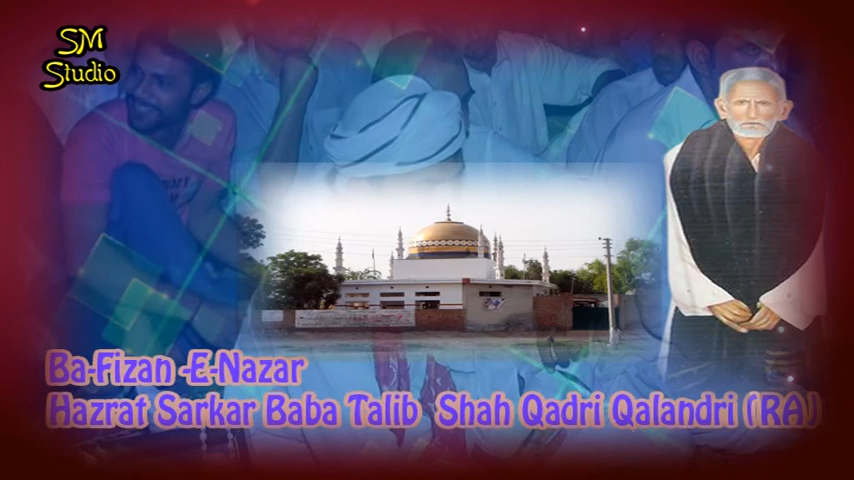 SM
Studio
Ba-Fizan -E-Nazar
Hazrat Sarkar Baba Talib Shah Qadri Qalandri (RA)